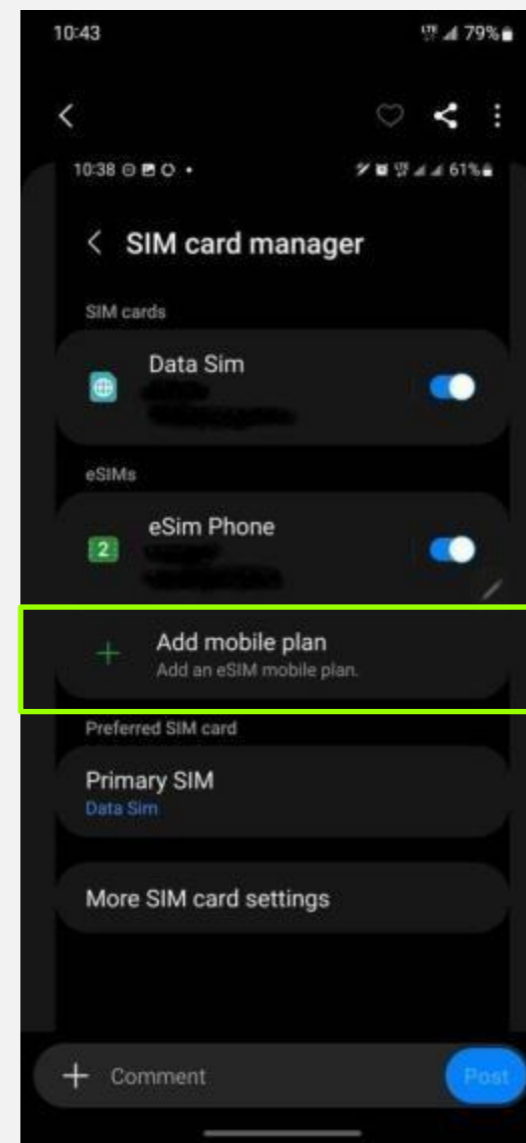 10:43 LTE 79%
10:38 61%
SIM card manager
SIM cards
Data Sim
eSIMs
2 eSim Phone
Add mobile plan
Add an eSIM mobile plan.
Preferred SIM card
Primary SIM
Data Sim
More SIM card settings
Comment Post